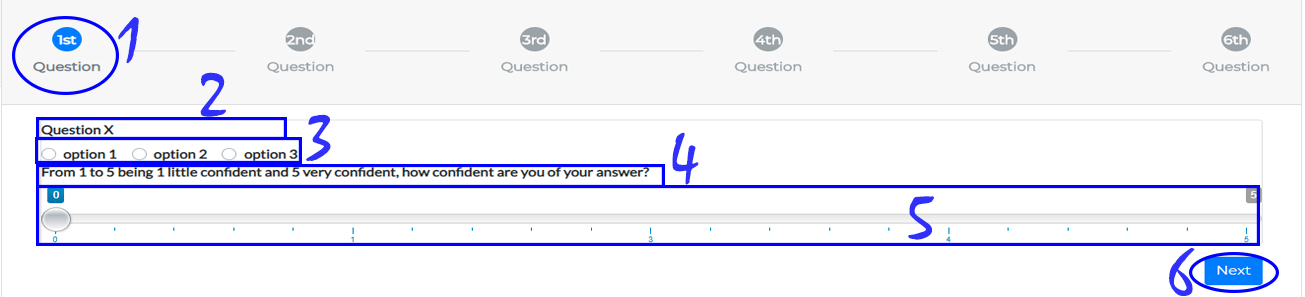 1st 2nd 3rd 4th 5th 6th
1
Question Question Question Question Question Question
2
Question X
3
option 1 option 2 option 3
4
From 1 to 5 being 1 little confident and 5 very confident, how confident are you of your answer?
0 5
5
0 1 3 4 5
6
Next